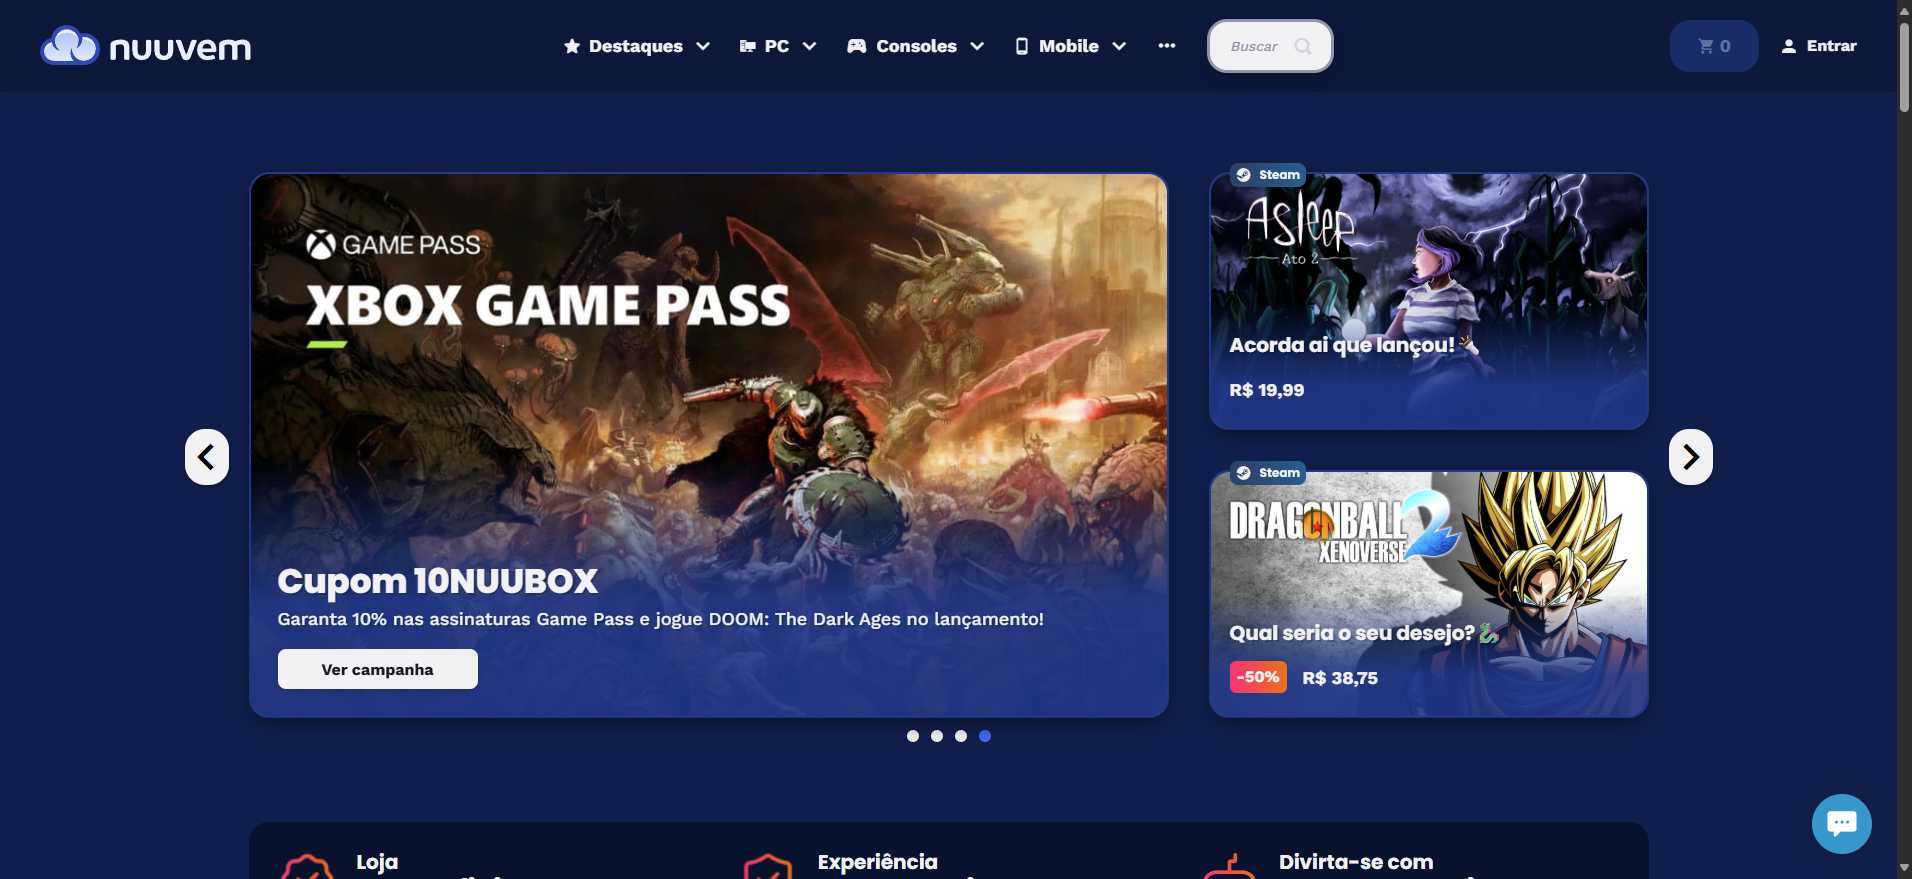 nuuvem
Destaques
PC
Consoles
Mobile
Buscar
0
Entrar
GAME PASS
XBOX GAME PASS
Cupom 10NUUBOX
Garanta 10% nas assinaturas Game Pass e jogue DOOM: The Dark Ages no lançamento!
Ver campanha
Steam
Asleep
Ato 2
Acorda ai que lançou!
R$ 19,99
Steam
DRAGONBALL 2
XENOVERSE
Qual seria o seu desejo?
-50% R$ 38,75
Loja
Experiência
Divirta-se com